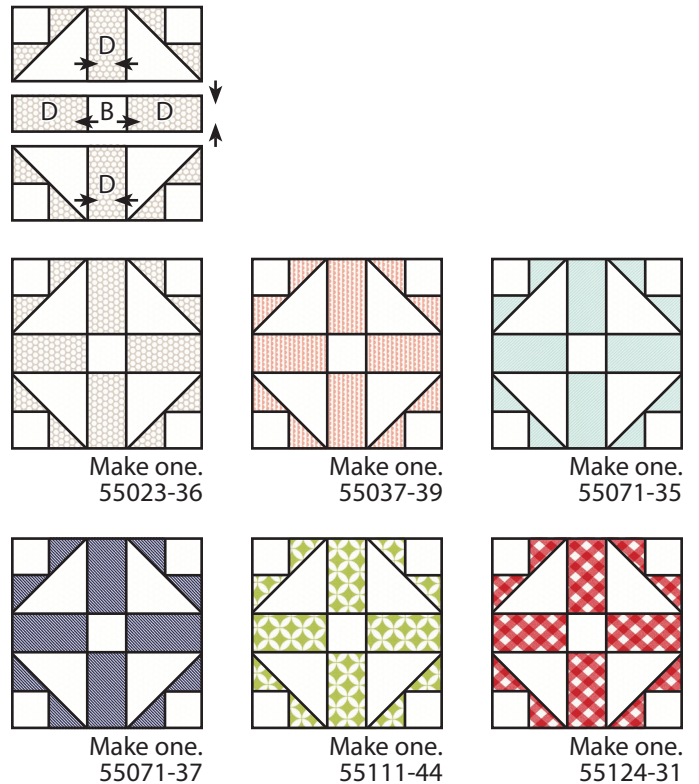 D
D B D
D
Make one. Make one. Make one.
55023-36 55037-39 55071-35
Make one. Make one. Make one.
55071-37 55111-44 55124-31